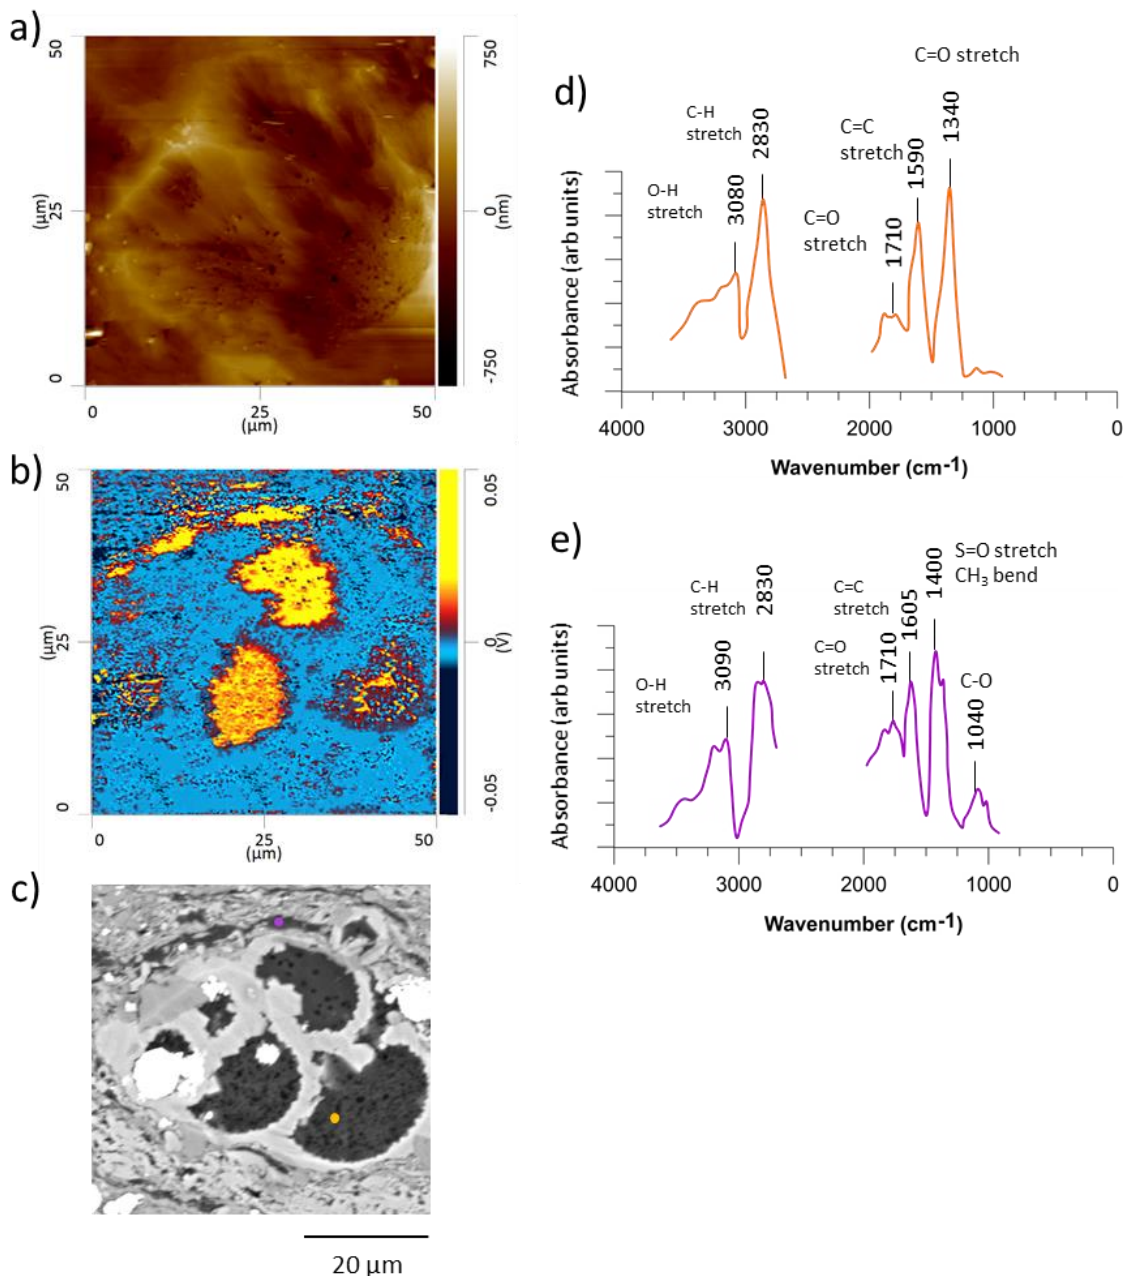 a)
50
25
0
(µm)
0
25
50
(µm)
750
0
-750
(nm)
b)
50
25
0
(µm)
0
25
50
(µm)
0.05
0
-0.05
(V)
c)
20 µm
d)
C=O stretch
C-H
stretch
2830
C=C
stretch
1590
1340
O-H
stretch
3080
C=O
stretch
1710
Absorbance (arb units)
4000
3000
2000
1000
0
Wavenumber (cm-1)
e)
S=O stretch
CH3 bend
1400
C-H
stretch
2830
C=C
stretch
1605
C=O
stretch
1710
O-H
stretch
3090
C-O
1040
Absorbance (arb units)
4000
3000
2000
1000
0
Wavenumber (cm-1)